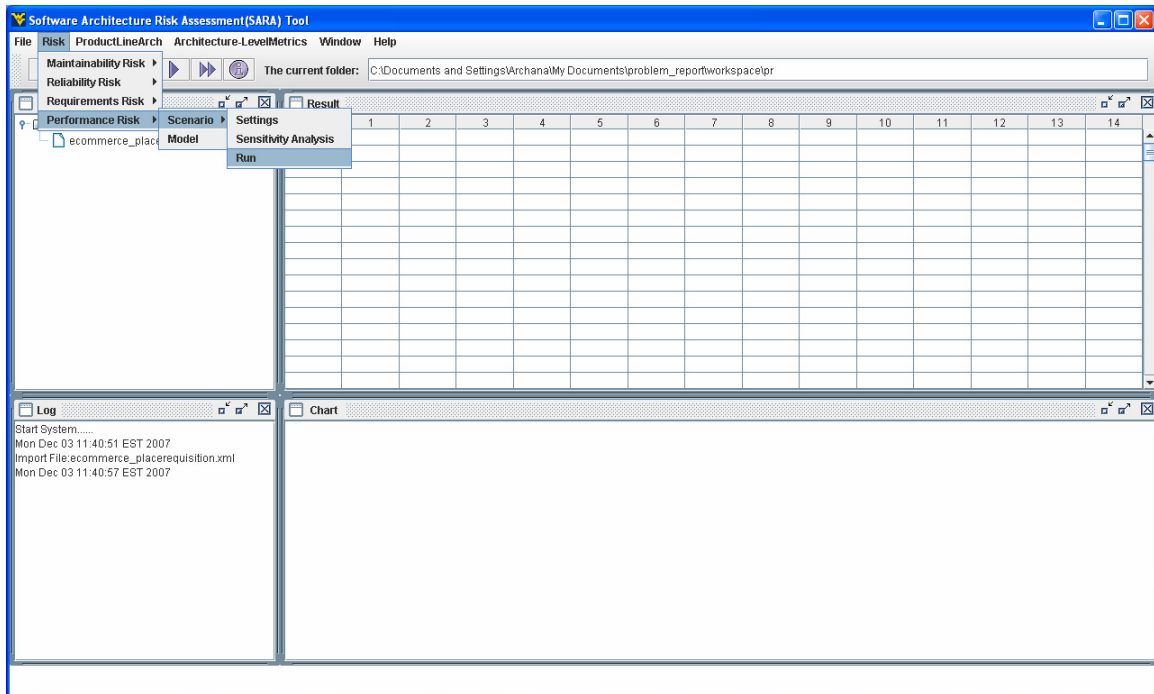 Software Architecture Risk Assessment(SARA) Tool
File Risk ProductLineArch Architecture-LevelMetrics Window Help
Maintainability Risk
Reliability Risk
Requirements Risk
Performance Risk
Scenario
Model
Settings
Sensitivity Analysis
Run
The current folder: C:\Documents and Settings\Archana\My Documents\problem_report\workspace\pr
Result
1 2 3 4 5 6 7 8 9 10 11 12 13 14
Log
Start System......
Mon Dec 03 11:40:51 EST 2007
Import File:ecommerce_placerequisition.xml
Mon Dec 03 11:40:57 EST 2007
Chart